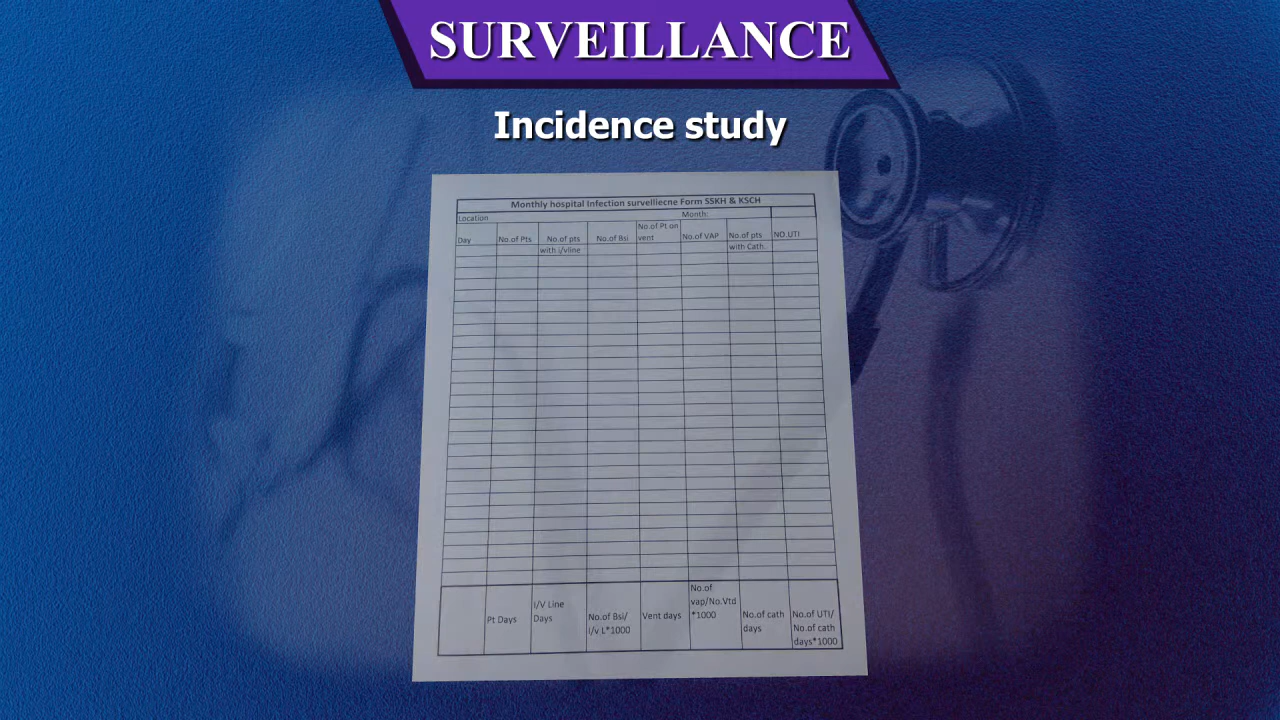 SURVEILLANCE
Incidence study
Monthly hospital Infection survelliecne Form SSKH & KSCH
Location Month:
Day No.of Pts No.of pts with i/vline No.of Bsi No.of Pt on vent No.of VAP No.of pts with Cath. NO.UTI
Pt Days
I/V Line
Days
No.of Bsi/
I/v L*1000
Vent days
No.of
vap/No.Vtd
*1000
No.of cath
days
No.of UTI/
No.of cath
days*1000